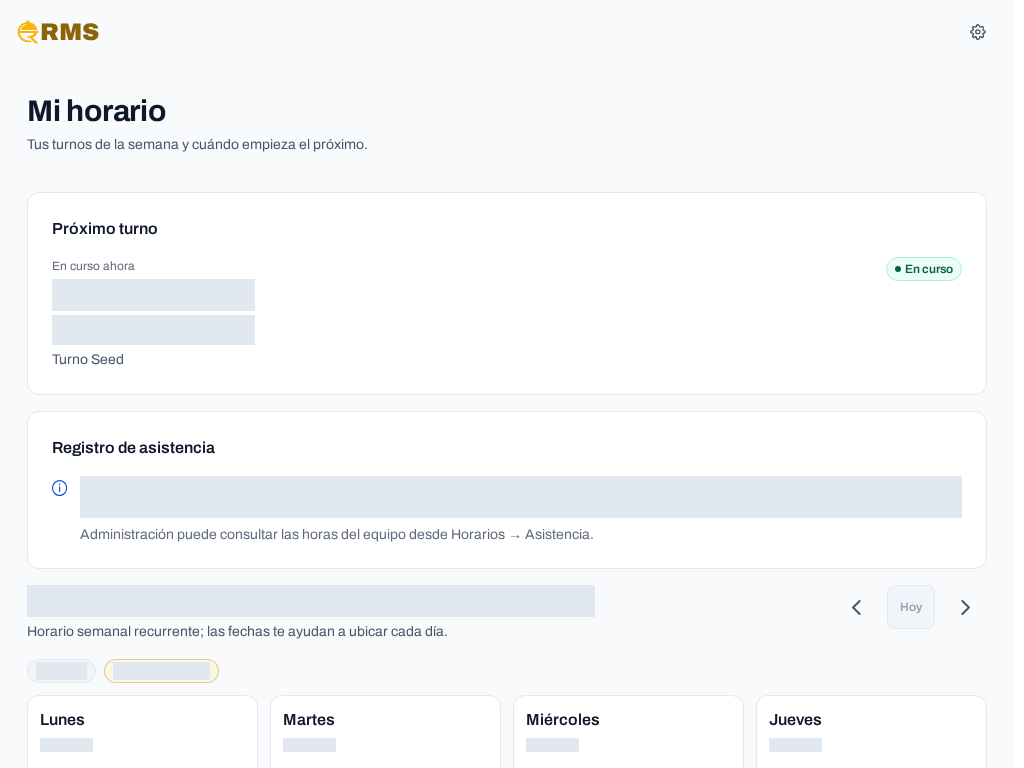 RMS
Mi horario
Tus turnos de la semana y cuándo empieza el próximo.
Próximo turno
En curso ahora
En curso
Turno Seed
Registro de asistencia
Administración puede consultar las horas del equipo desde Horarios → Asistencia.
Hoy
Horario semanal recurrente; las fechas te ayudan a ubicar cada día.
Lunes
Martes
Miércoles
Jueves